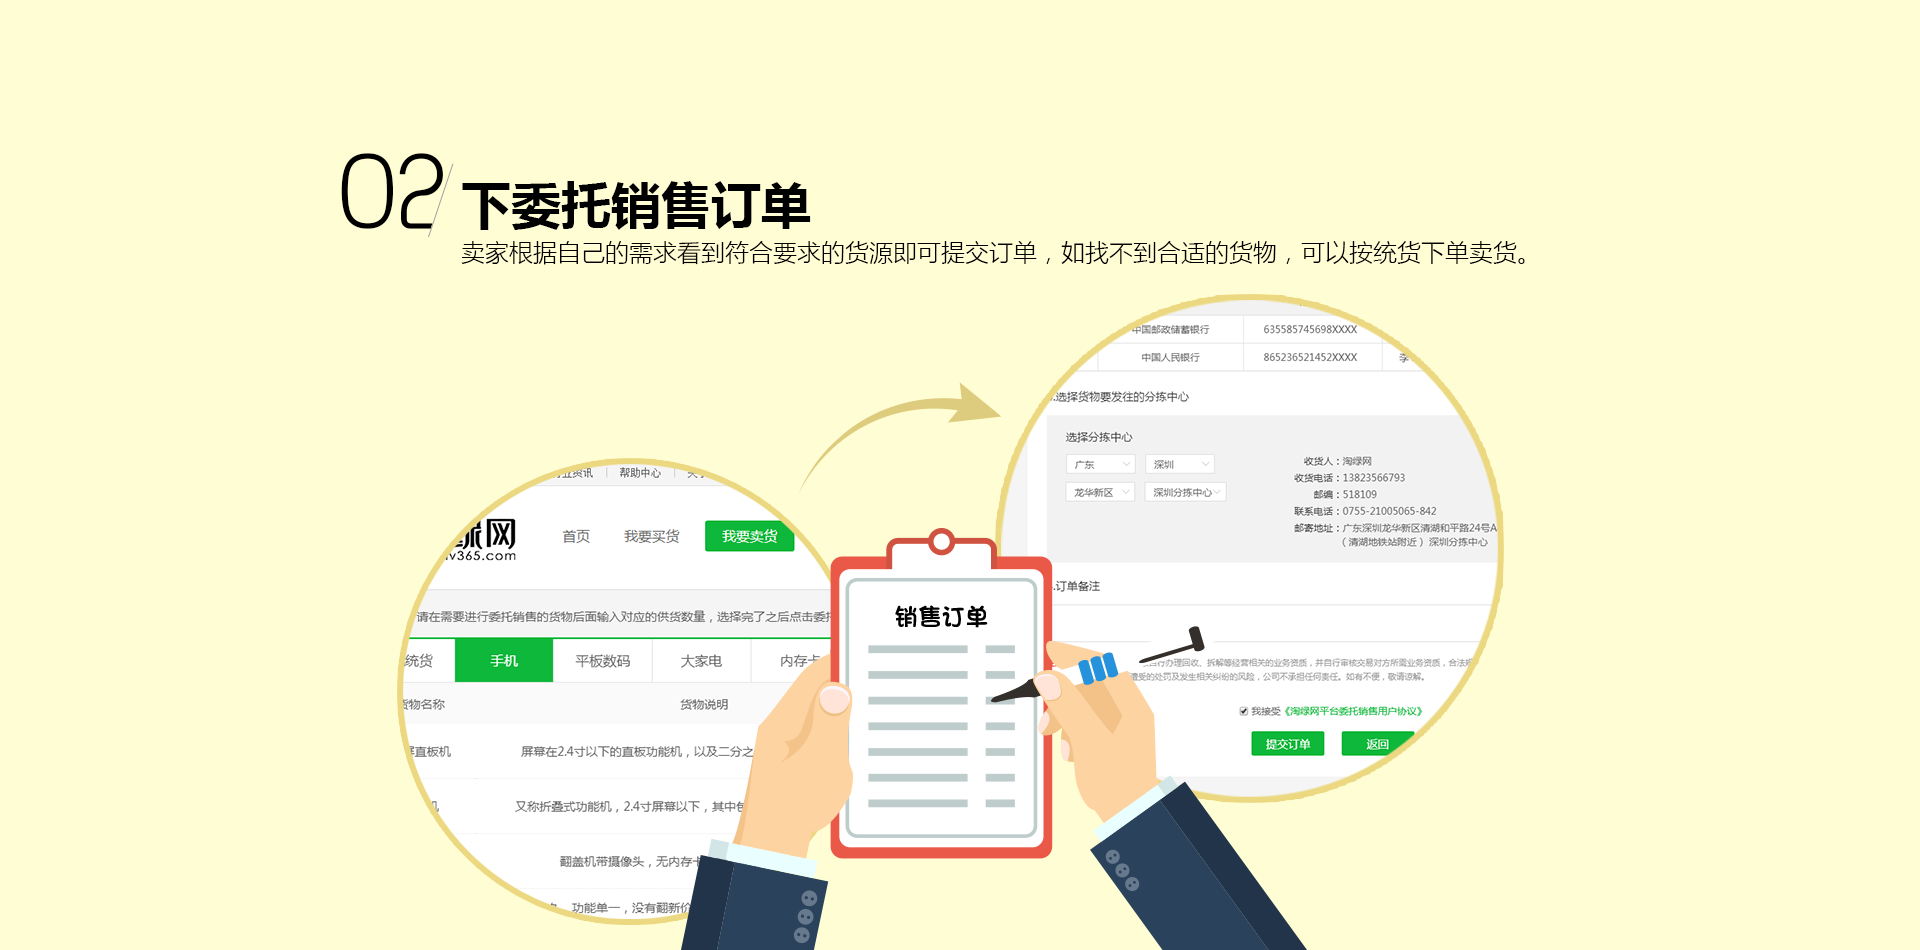 02
下委托销售订单
卖家根据自己的需求看到符合要求的货源即可提交订单，如找不到合适的货物，可以按统货下单卖货。
中国邮政储蓄银行 635585745698XXXX
中国人民银行 865236521452XXXX 李
.选择货物要发往的分拣中心
选择分拣中心
广东 深圳
龙华新区 深圳分拣中心
收货人：淘绿网
收货电话：13823566793
邮编：518109
联系电话：0755-21005065-842
邮寄地址：广东深圳龙华新区清湖和平路24号A
（清湖地铁站附近）深圳分拣中心
.订单备注
自行办理回收、拆解等经营相关的业务资质，并自行审核交易对方所需业务资质，合法
遭受的处罚及发生相关纠纷的风险，公司不承担任何责任。如有不便，敬请谅解。
我接受《淘绿网平台委托销售用户协议》
提交订单 返回
业资讯 帮助中心
绿网
v365.com
首页 我要买货 我要卖货
请在需要进行委托销售的货物后面输入对应的供货数量，选择完了之后点击委托
统货 手机 平板数码 大家电 内存卡
货物名称 货物说明
屏直板机 屏幕在2.4寸以下的直板功能机，以及二分之
机 又称折叠式功能机，2.4寸屏幕以下，其中包
翻盖机带摄像头，无内存卡
功能单一，没有翻新价
销售订单